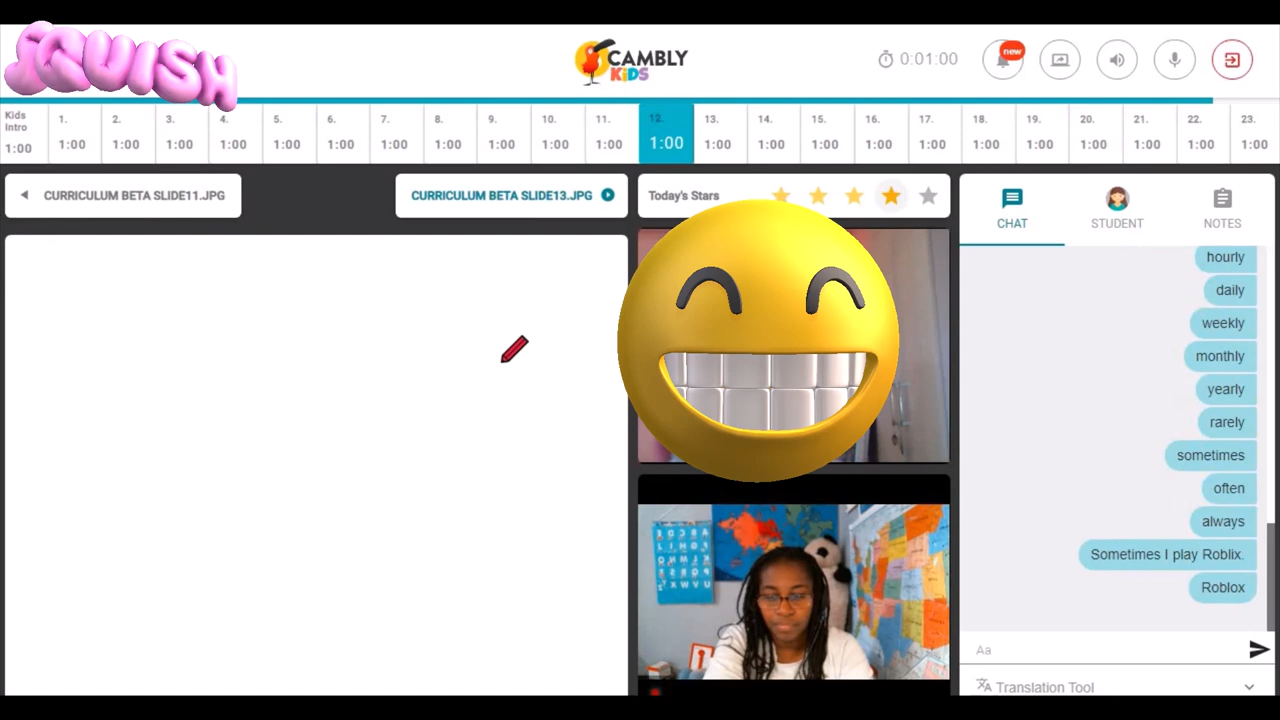 SQUISH
CAMBLY
KiDS
0:01:00
new
Kids
Intro
1:00
1.
1:00
2.
1:00
3.
1:00
4.
1:00
5.
1:00
6.
1:00
7.
1:00
8.
1:00
9.
1:00
10.
1:00
11.
1:00
12.
1:00
13.
1:00
14.
1:00
15.
1:00
16.
1:00
17.
1:00
18.
1:00
19.
1:00
20.
1:00
21.
1:00
22.
1:00
23.
1:00
CURRICULUM BETA SLIDE11.JPG
CURRICULUM BETA SLIDE13.JPG
Today's Stars
CHAT
STUDENT
NOTES
hourly
daily
weekly
monthly
yearly
rarely
sometimes
often
always
Sometimes I play Roblix.
Roblox
Aa
Translation Tool